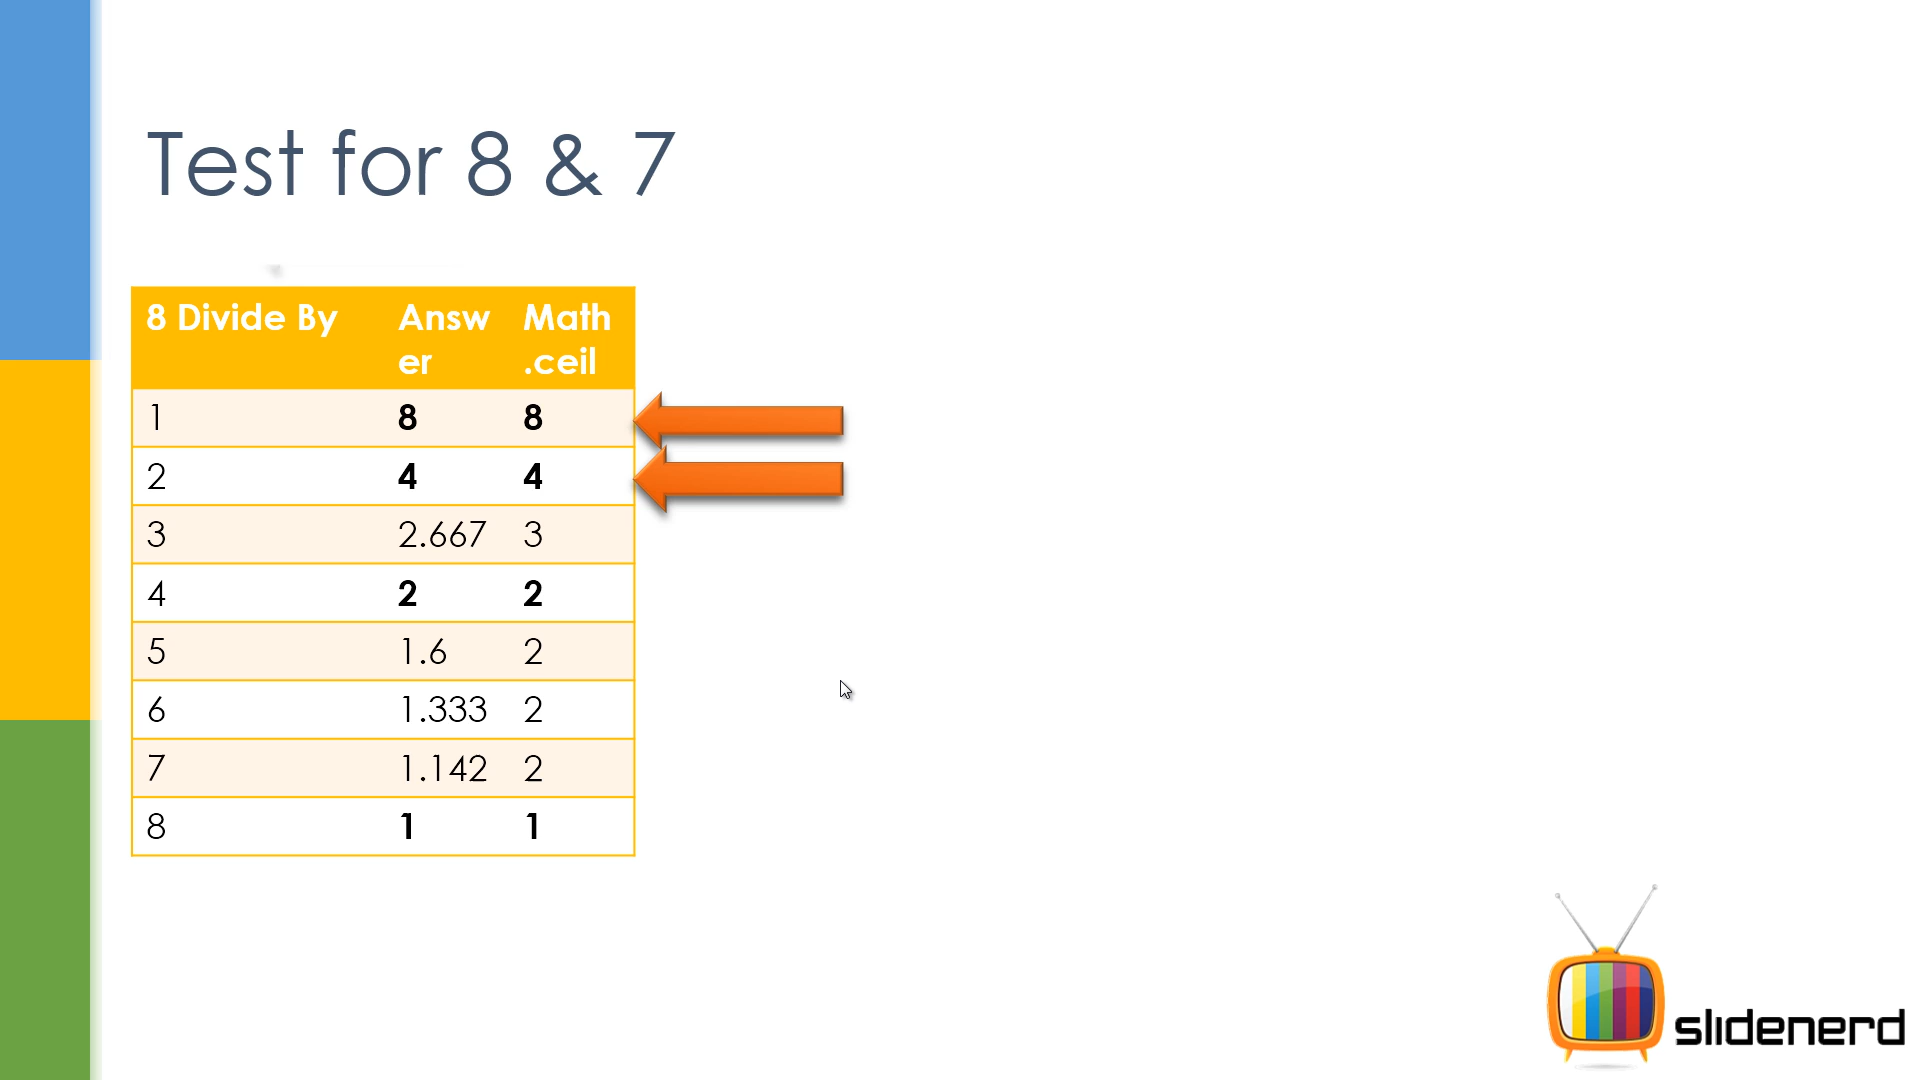 Test for 8 & 7
8 Divide By Answ Math
er .ceil
1 8 8
2 4 4
3 2.667 3
4 2 2
5 1.6 2
6 1.333 2
7 1.142 2
8 1 1
slidenerd